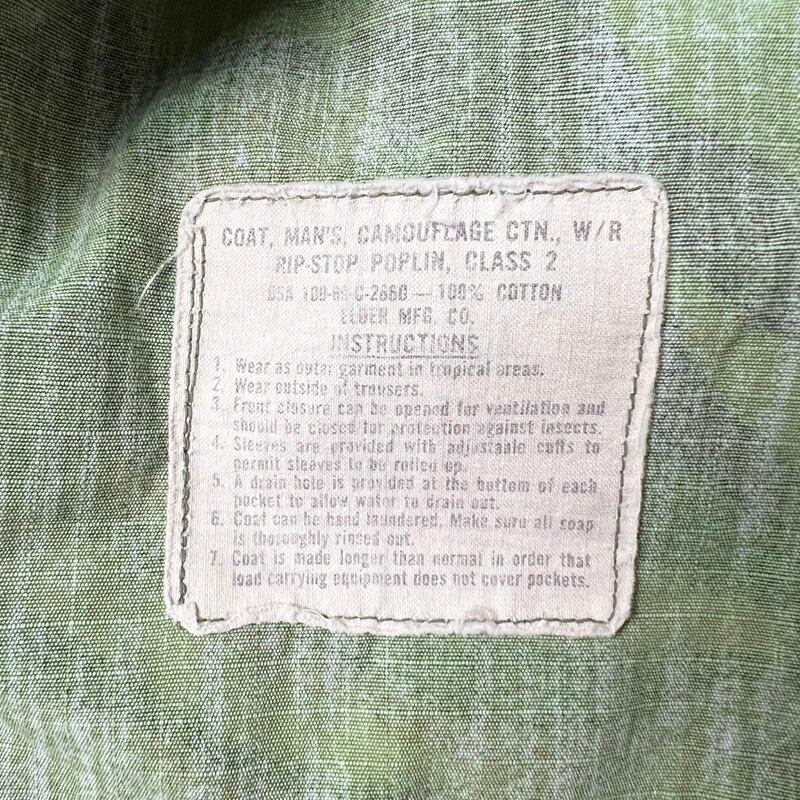 COAT, MAN'S, CAMOUFLAGE CTN., W/R
RIP-STOP POPLIN, CLASS 2
DSA 100-69-C-2660 — 100% COTTON
ELDER MFG. CO.
INSTRUCTIONS
1. Wear as outer garment in tropical areas.
2. Wear outside of trousers.
3. Front closure can be opened for ventilation and
should be closed for protection against insects.
4. Sleeves are provided with adjustable cuffs to
permit sleeves to be rolled up.
5. A drain hole is provided at the bottom of each
pocket to allow water to drain out.
6. Coat can be hand laundered. Make sure all soap
is thoroughly rinsed out.
7. Coat is made longer than normal in order that
load carrying equipment does not cover pockets.